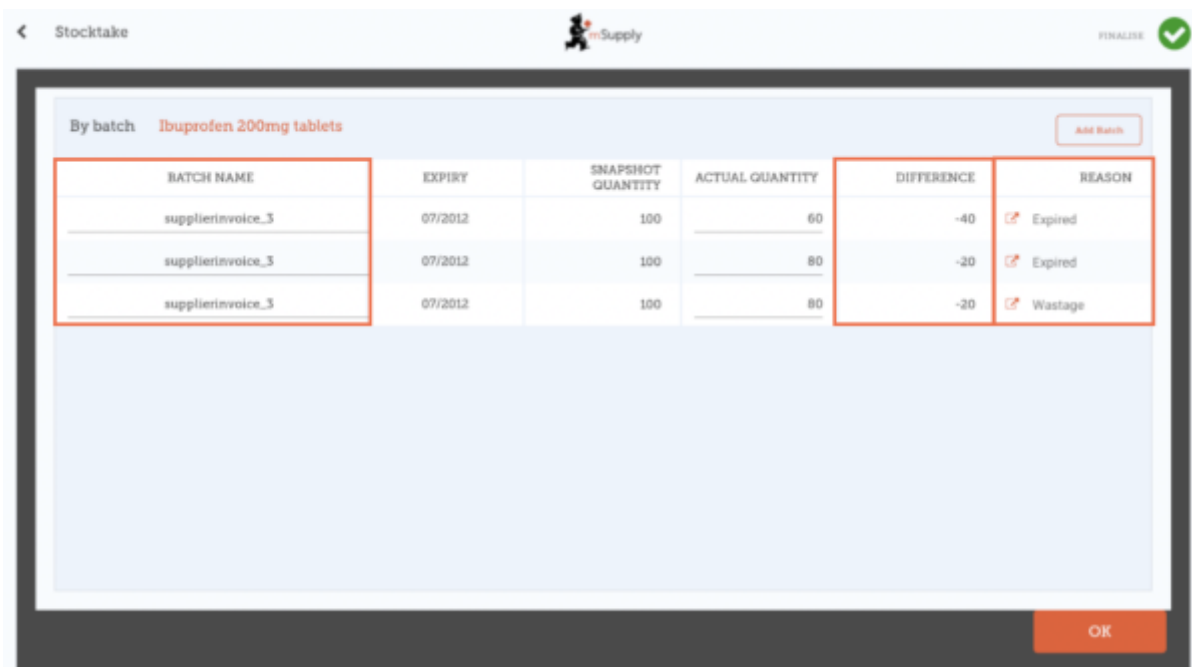 Stocktake
mSupply
FINALISE
By batch Ibuprofen 200mg tablets
Add Batch
BATCH NAME EXPIRY SNAPSHOT QUANTITY ACTUAL QUANTITY DIFFERENCE REASON
supplierinvoice_3 07/2012 100 60 -40 Expired
supplierinvoice_3 07/2012 100 80 -20 Expired
supplierinvoice_3 07/2012 100 80 -20 Wastage
OK